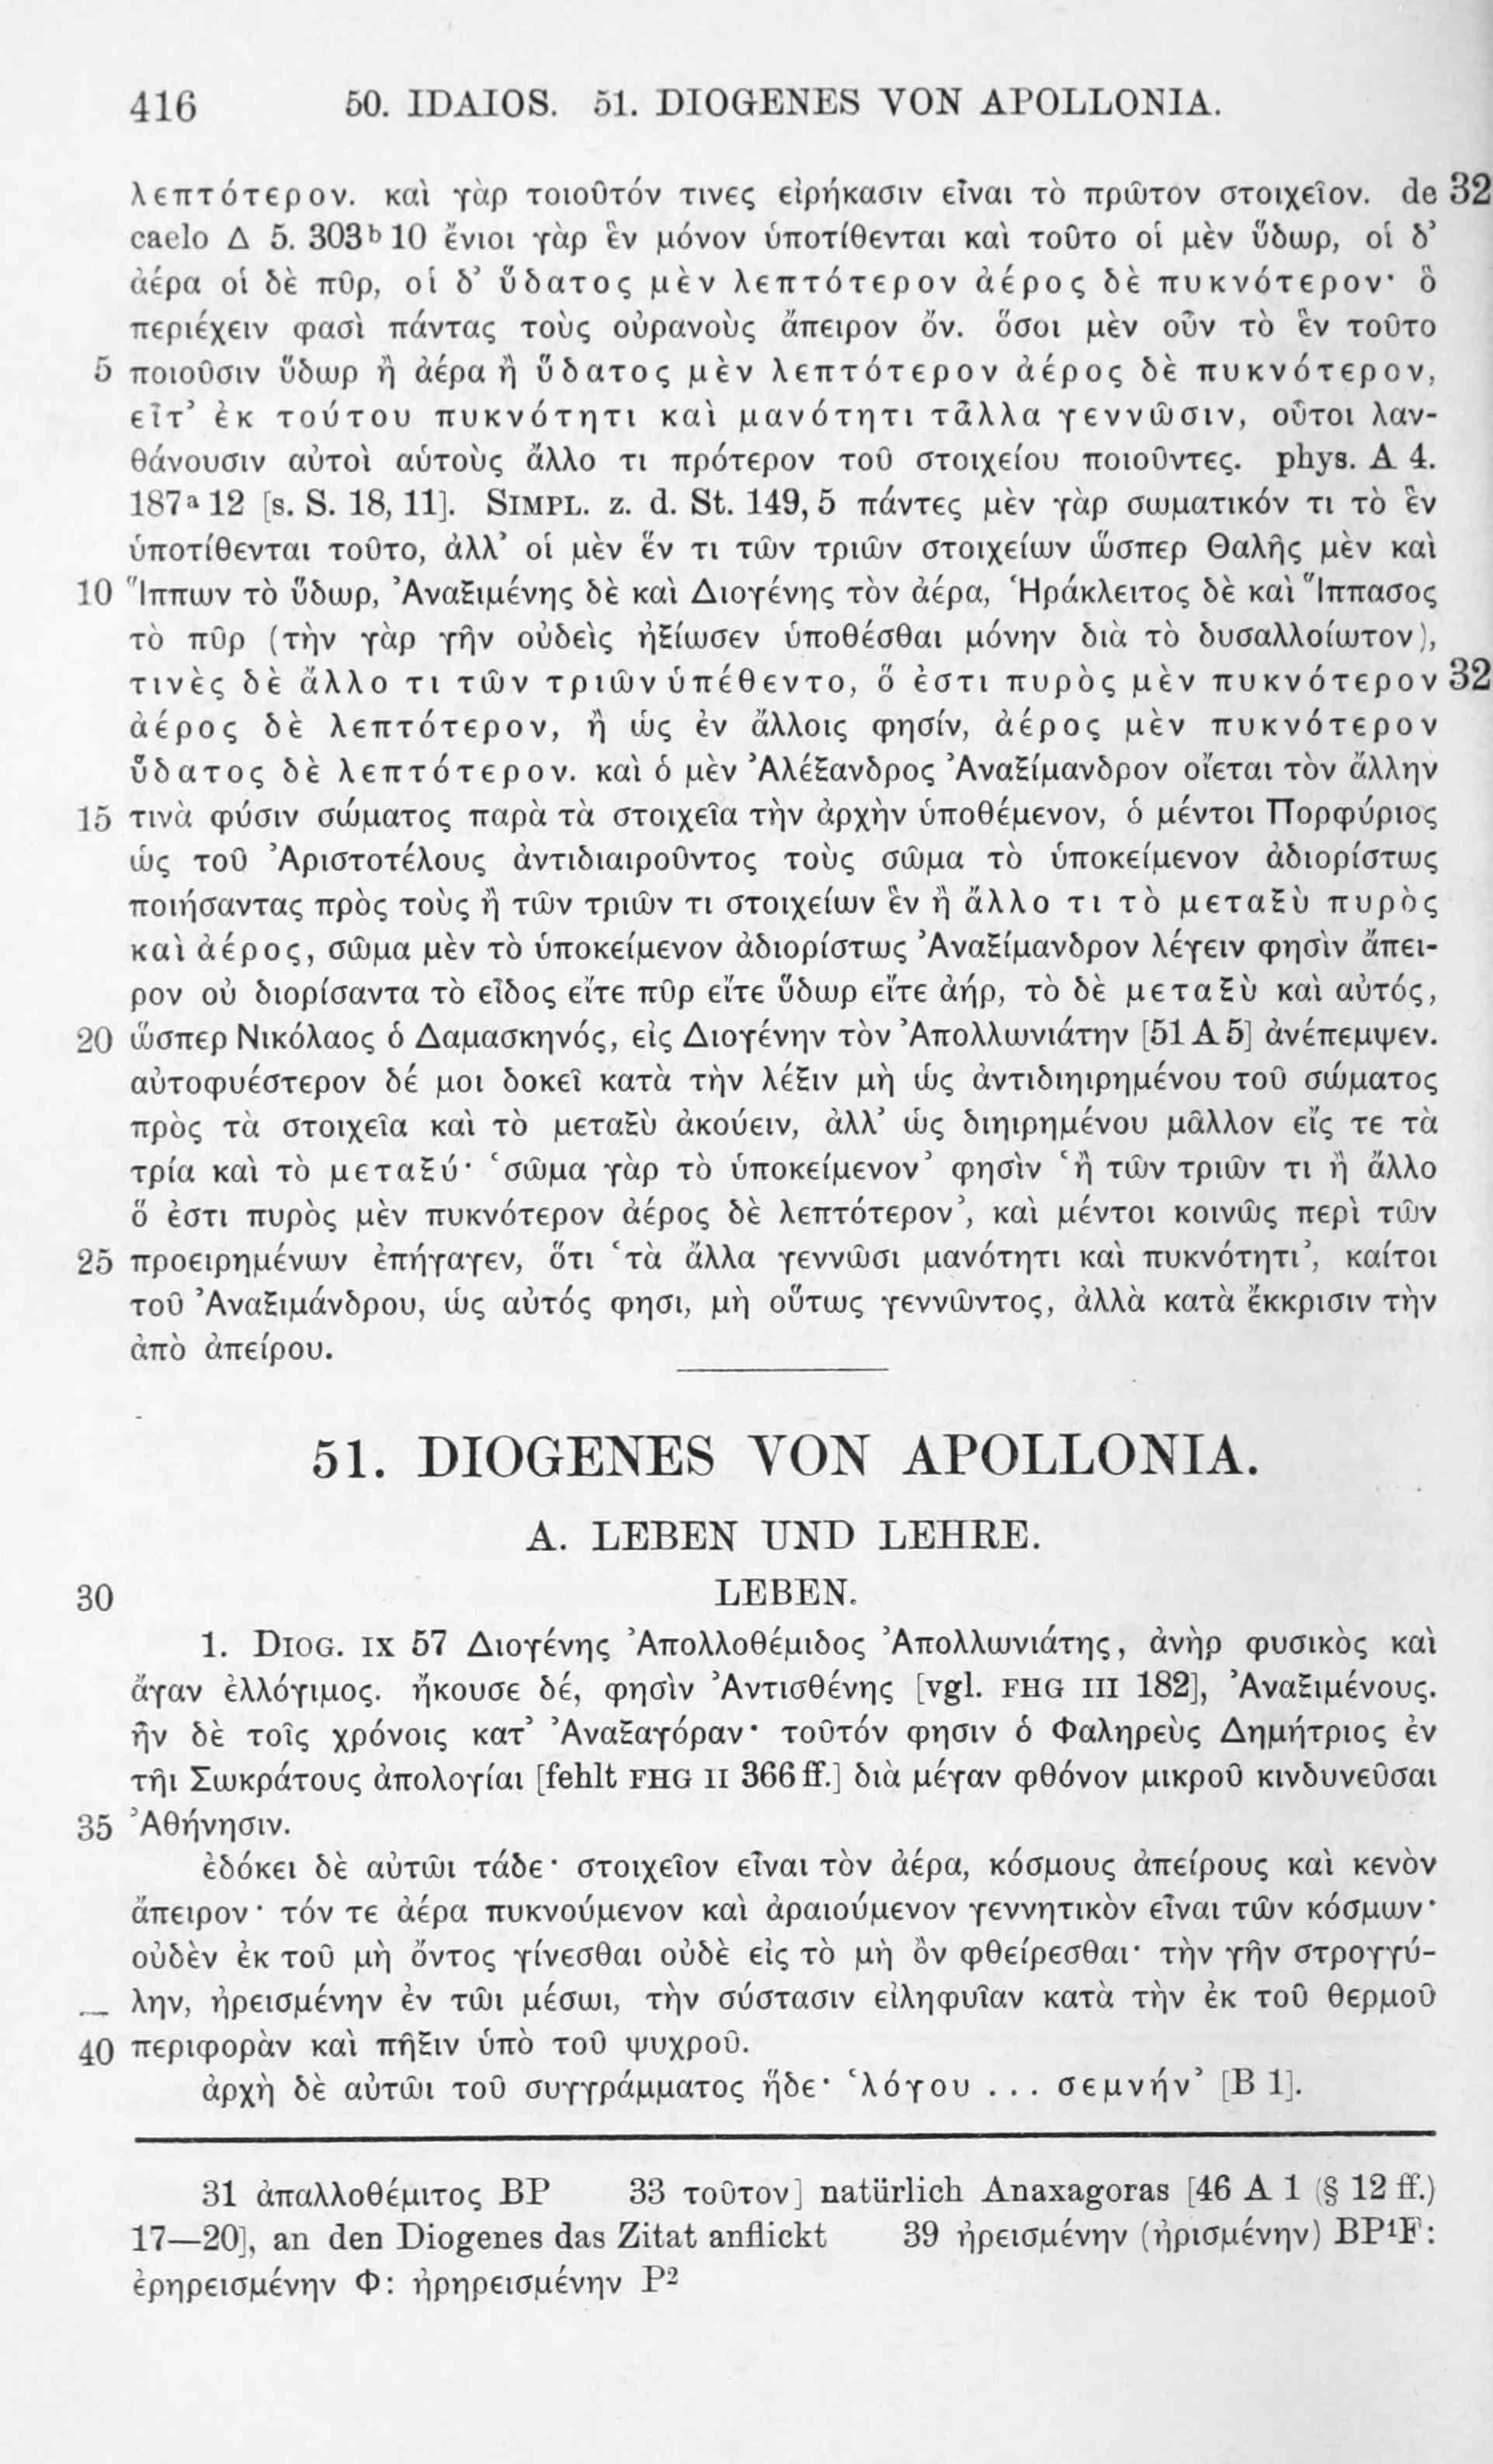 416 50. IDAIOS. 51. DIOGENES VON APOLLONIA.
λεπτότερον. καὶ γὰρ τοιοῦτόν τινες εἰρήκασιν εἶναι τὸ πρῶτον στοιχεῖον. de 32
caelo Δ 5. 303ᵇ 10 ἔνιοι γὰρ ἓν μόνον ὑποτίθενται καὶ τοῦτο οἱ μὲν ὕδωρ, οἱ δ’
ἀέρα οἱ δὲ πῦρ, οἱ δ’ ὕδατος μὲν λεπτότερον ἀέρος δὲ πυκνότερον· ὃ
περιέχειν φασὶ πάντας τοὺς οὐρανοὺς ἄπειρον ὄν. ὅσοι μὲν οὖν τὸ ἓν τοῦτο
5 ποιοῦσιν ὕδωρ ἢ ἀέρα ἢ ὕδατος μὲν λεπτότερον ἀέρος δὲ πυκνότερον,
εἶτ’ ἐκ τούτου πυκνότητι καὶ μανότητι τἆλλα γεννῶσιν, οὗτοι λαν-
θάνουσιν αὐτοὶ αὑτοὺς ἄλλο τι πρότερον τοῦ στοιχείου ποιοῦντες. phys. A 4.
187ᵃ 12 [s. S. 18, 11]. SIMPL. z. d. St. 149, 5 πάντες μὲν γὰρ σωματικόν τι τὸ ἓν
ὑποτίθενται τοῦτο, ἀλλ’ οἱ μὲν ἕν τι τῶν τριῶν στοιχείων ὥσπερ Θαλῆς μὲν καὶ
10 Ἵππων τὸ ὕδωρ, Ἀναξιμένης δὲ καὶ Διογένης τὸν ἀέρα, Ἡράκλειτος δὲ καὶ Ἵππασος
τὸ πῦρ (τὴν γὰρ γῆν οὐδεὶς ἠξίωσεν ὑποθέσθαι μόνην διὰ τὸ δυσαλλοίωτον),
τινὲς δὲ ἄλλο τι τῶν τριῶν ὑπέθεντο, ὅ ἐστι πυρὸς μὲν πυκνότερον 32
ἀέρος δὲ λεπτότερον, ἢ ὡς ἐν ἄλλοις φησίν, ἀέρος μὲν πυκνότερον
ὕδατος δὲ λεπτότερον. καὶ ὁ μὲν Ἀλέξανδρος Ἀναξίμανδρον οἴεται τὸν ἄλλην
15 τινὰ φύσιν σώματος παρὰ τὰ στοιχεῖα τὴν ἀρχὴν ὑποθέμενον, ὁ μέντοι Πορφύριος
ὡς τοῦ Ἀριστοτέλους ἀντιδιαιροῦντος τοὺς σῶμα τὸ ὑποκείμενον ἀδιορίστως
ποιήσαντας πρὸς τοὺς ἢ τῶν τριῶν τι στοιχείων ἓν ἢ ἄλλο τι τὸ μεταξὺ πυρὸς
καὶ ἀέρος, σῶμα μὲν τὸ ὑποκείμενον ἀδιορίστως Ἀναξίμανδρον λέγειν φησὶν ἄπει-
ρον οὐ διορίσαντα τὸ εἶδος εἴτε πῦρ εἴτε ὕδωρ εἴτε ἀήρ, τὸ δὲ μεταξὺ καὶ αὐτός,
20 ὥσπερ Νικόλαος ὁ Δαμασκηνός, εἰς Διογένην τὸν Ἀπολλωνιάτην [51 A 5] ἀνέπεμψεν.
αὐτοφυέστερον δέ μοι δοκεῖ κατὰ τὴν λέξιν μὴ ὡς ἀντιδιηιρημένου τοῦ σώματος
πρὸς τὰ στοιχεῖα καὶ τὸ μεταξὺ ἀκούειν, ἀλλ’ ὡς διηιρημένου μᾶλλον εἴς τε τὰ
τρία καὶ τὸ μεταξύ· ‘σῶμα γὰρ τὸ ὑποκείμενον’ φησὶν ‘ἢ τῶν τριῶν τι ἢ ἄλλο
ὅ ἐστι πυρὸς μὲν πυκνότερον ἀέρος δὲ λεπτότερον’, καὶ μέντοι κοινῶς περὶ τῶν
25 προειρημένων ἐπήγαγεν, ὅτι ‘τὰ ἄλλα γεννῶσι μανότητι καὶ πυκνότητι’, καίτοι
τοῦ Ἀναξιμάνδρου, ὡς αὐτός φησι, μὴ οὕτως γεννῶντος, ἀλλὰ κατὰ ἔκκρισιν τὴν
ἀπὸ ἀπείρου.
51. DIOGENES VON APOLLONIA.
A. LEBEN UND LEHRE.
30 LEBEN.
1. DIOG. IX 57 Διογένης Ἀπολλοθέμιδος Ἀπολλωνιάτης, ἀνὴρ φυσικὸς καὶ
ἄγαν ἐλλόγιμος. ἤκουσε δέ, φησὶν Ἀντισθένης [vgl. FHG III 182], Ἀναξιμένους.
ἦν δὲ τοῖς χρόνοις κατ’ Ἀναξαγόραν· τοῦτόν φησιν ὁ Φαληρεὺς Δημήτριος ἐν
τῆι Σωκράτους ἀπολογίαι [fehlt FHG II 366 ff.] διὰ μέγαν φθόνον μικροῦ κινδυνεῦσαι
35 Ἀθήνησιν.
ἐδόκει δὲ αὐτῶι τάδε· στοιχεῖον εἶναι τὸν ἀέρα, κόσμους ἀπείρους καὶ κενὸν
ἄπειρον· τόν τε ἀέρα πυκνούμενον καὶ ἀραιούμενον γεννητικὸν εἶναι τῶν κόσμων·
οὐδὲν ἐκ τοῦ μὴ ὄντος γίνεσθαι οὐδὲ εἰς τὸ μὴ ὂν φθείρεσθαι· τὴν γῆν στρογγύ-
λην, ἠρεισμένην ἐν τῶι μέσωι, τὴν σύστασιν εἰληφυῖαν κατὰ τὴν ἐκ τοῦ θερμοῦ
40 περιφορὰν καὶ πῆξιν ὑπὸ τοῦ ψυχροῦ.
ἀρχὴ δὲ αὐτῶι τοῦ συγγράμματος ἥδε· ‘λόγου ... σεμνήν’ [B 1].
31 ἀπαλλοθέμιτος BP 33 τοῦτον] natürlich Anaxagoras [46 A 1 (§ 12 ff.)
17—20], an den Diogenes das Zitat anflickt 39 ἠρεισμένην (ἠρισμένην) BP¹F:
ἐρηρεισμένην Φ: ἠρηρεισμένην P²